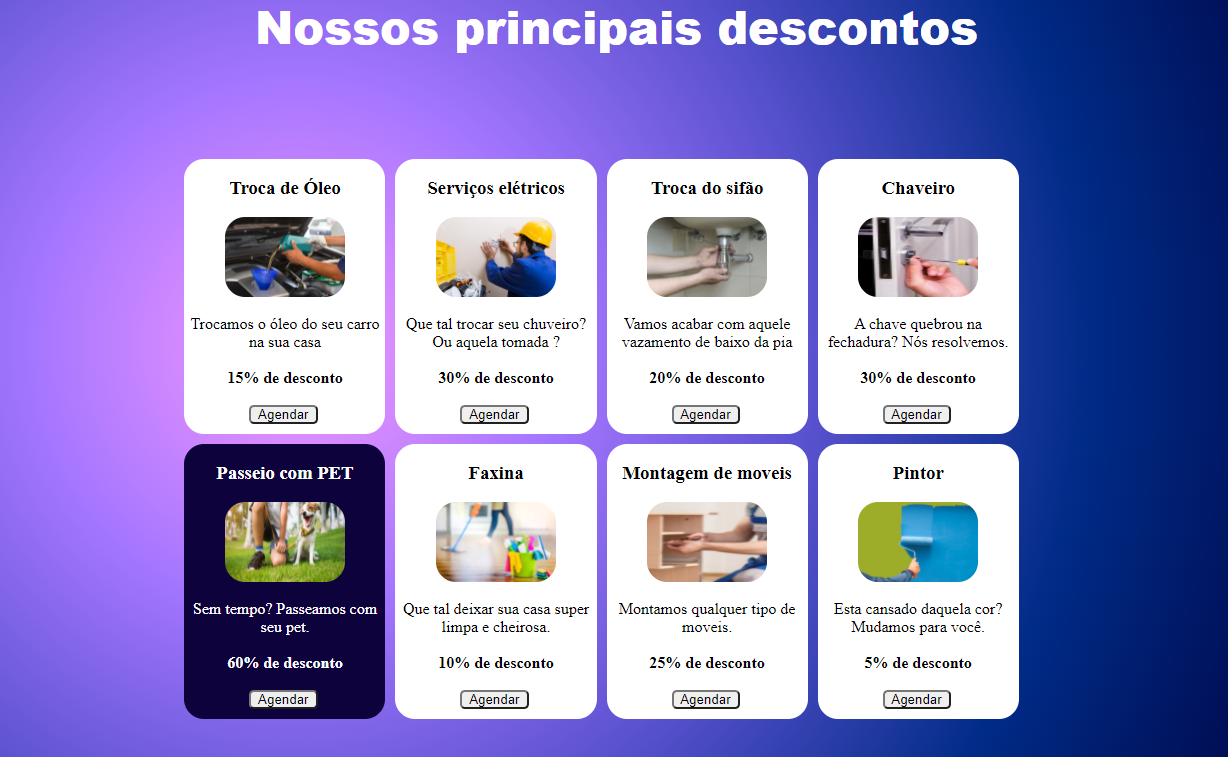 Nossos principais descontos
Troca de Óleo
Trocamos o óleo do seu carro
na sua casa
15% de desconto
Agendar
Serviços elétricos
Que tal trocar seu chuveiro?
Ou aquela tomada ?
30% de desconto
Agendar
Troca do sifão
Vamos acabar com aquele
vazamento de baixo da pia
20% de desconto
Agendar
Chaveiro
A chave quebrou na
fechadura? Nós resolvemos.
30% de desconto
Agendar
Passeio com PET
Sem tempo? Passeamos com
seu pet.
60% de desconto
Agendar
Faxina
Que tal deixar sua casa super
limpa e cheirosa.
10% de desconto
Agendar
Montagem de moveis
Montamos qualquer tipo de
moveis.
25% de desconto
Agendar
Pintor
Esta cansado daquela cor?
Mudamos para você.
5% de desconto
Agendar